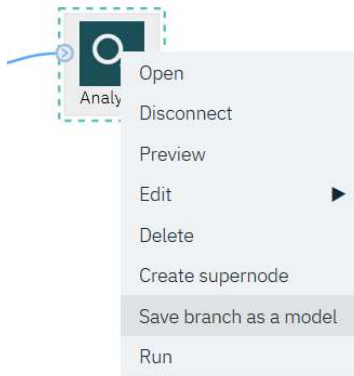 Analy
Open
Disconnect
Preview
Edit
Delete
Create supernode
Save branch as a model
Run